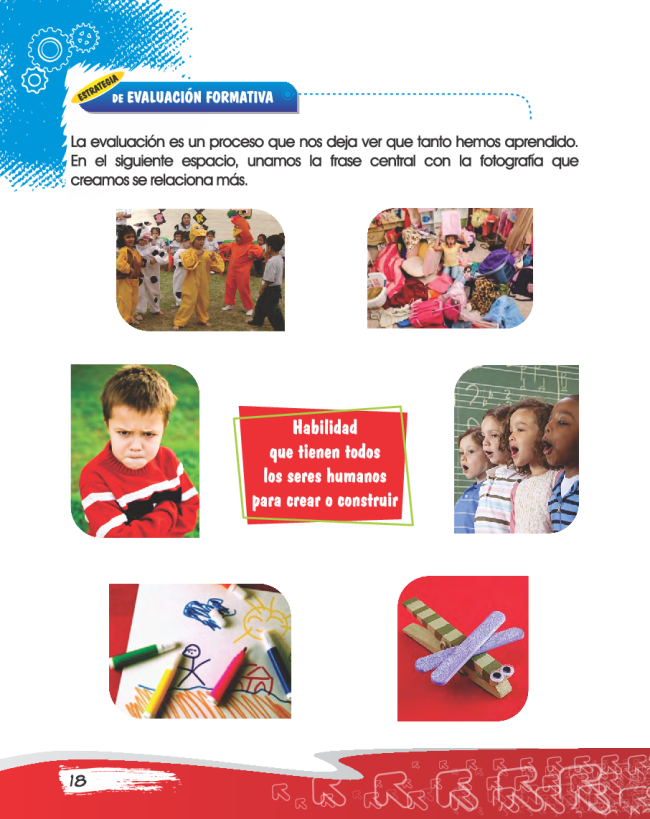 ESTRATEGIA
DE EVALUACIÓN FORMATIVA
La evaluación es un proceso que nos deja ver que tanto hemos aprendido.
En el siguiente espacio, unamos la frase central con la fotografía que
creamos se relaciona más.
Habilidad
que tienen todos
los seres humanos
para crear o construir
18